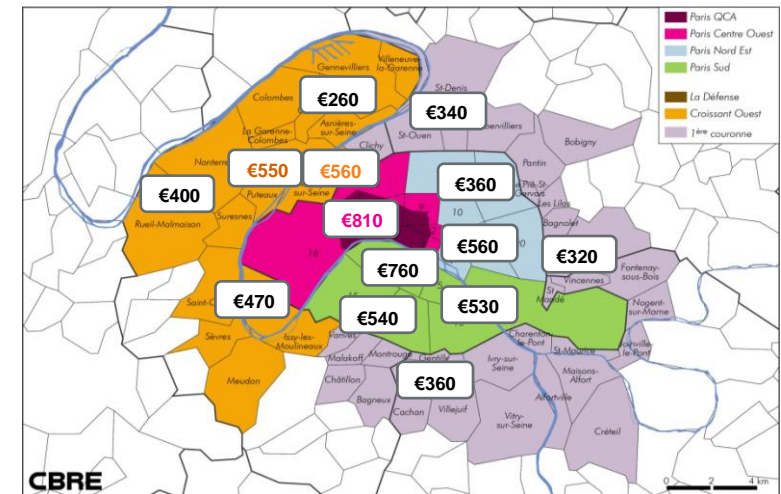 Paris QCA
Paris Centre Ouest
Paris Nord Est
Paris Sud
La Défense
Croissant Ouest
1ère couronne
Villeneuve-
la-Garenne
Gennevilliers
Colombes
€260
St-Denis
€340
Asnières-
sur-Seine
La Garenne-
Colombes
Clichy
St-Ouen
Bobigny
Pantin
€550
€560
€360
Pré-St-
Gervais
Les Lilas
€400
Puteaux
sur-Seine
Rueil-Malmaison
Suresnes
€810
9
10
Bagnolet
16
€560
20
€320
€760
Vincennes
Fontenay-
sous-Bois
€470
€530
St-
Mandé
Nogent-
sur-Marne
€540
Sèvres
Issy-les-
Moulineaux
Vanves
Malakoff
Montrouge
Gentilly
Charenton-
le-Pont
St-Maurice
Joinville-
le-Pont
Meudon
Châtillon
€360
Ivry-sur-
Seine
Maisons-
Alfort
Bagneux
Cachan
Villejuif
Alfortville
Vitry-
sur-Seine
Créteil
CBRE
0 2 4 km